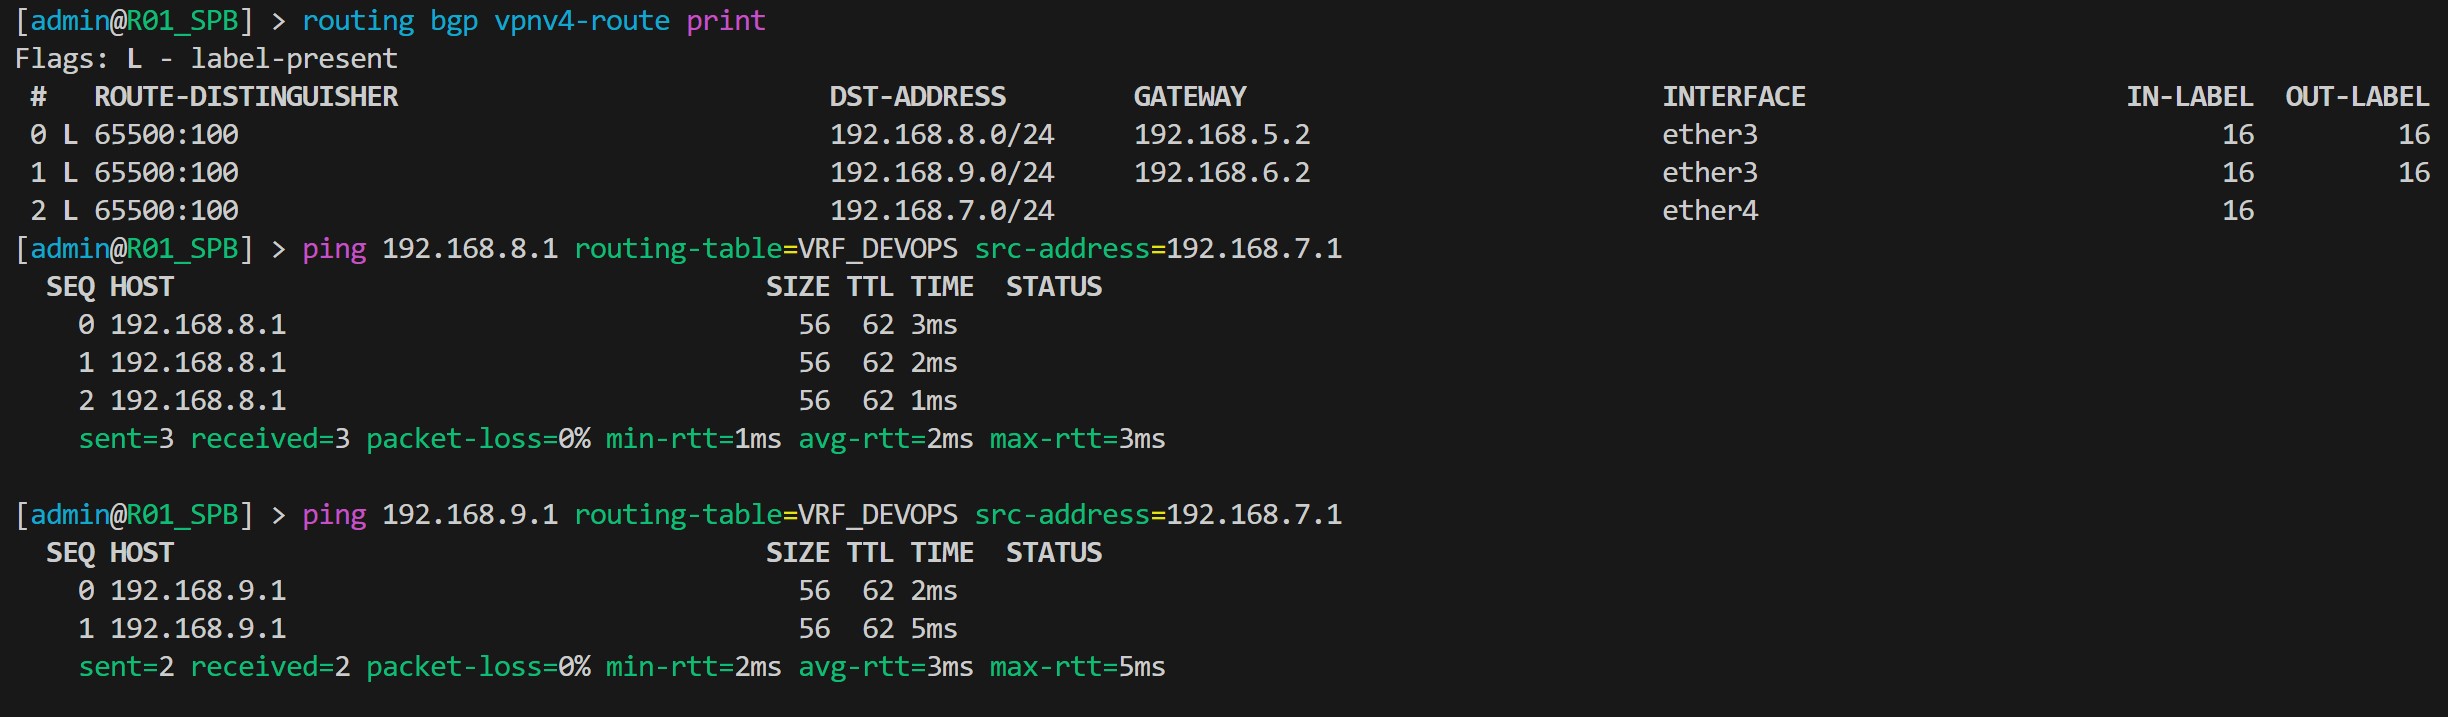 [admin@R01_SPB] > routing bgp vpnv4-route print
Flags: L - label-present
#   ROUTE-DISTINGUISHER   DST-ADDRESS   GATEWAY   INTERFACE   IN-LABEL   OUT-LABEL
0 L 65500:100   192.168.8.0/24   192.168.5.2   ether3   16   16
1 L 65500:100   192.168.9.0/24   192.168.6.2   ether3   16   16
2 L 65500:100   192.168.7.0/24   ether4   16
[admin@R01_SPB] > ping 192.168.8.1 routing-table=VRF_DEVOPS src-address=192.168.7.1
SEQ HOST   SIZE TTL TIME  STATUS
0 192.168.8.1   56  62 3ms
1 192.168.8.1   56  62 2ms
2 192.168.8.1   56  62 1ms
sent=3 received=3 packet-loss=0% min-rtt=1ms avg-rtt=2ms max-rtt=3ms
[admin@R01_SPB] > ping 192.168.9.1 routing-table=VRF_DEVOPS src-address=192.168.7.1
SEQ HOST   SIZE TTL TIME  STATUS
0 192.168.9.1   56  62 2ms
1 192.168.9.1   56  62 5ms
sent=2 received=2 packet-loss=0% min-rtt=2ms avg-rtt=3ms max-rtt=5ms